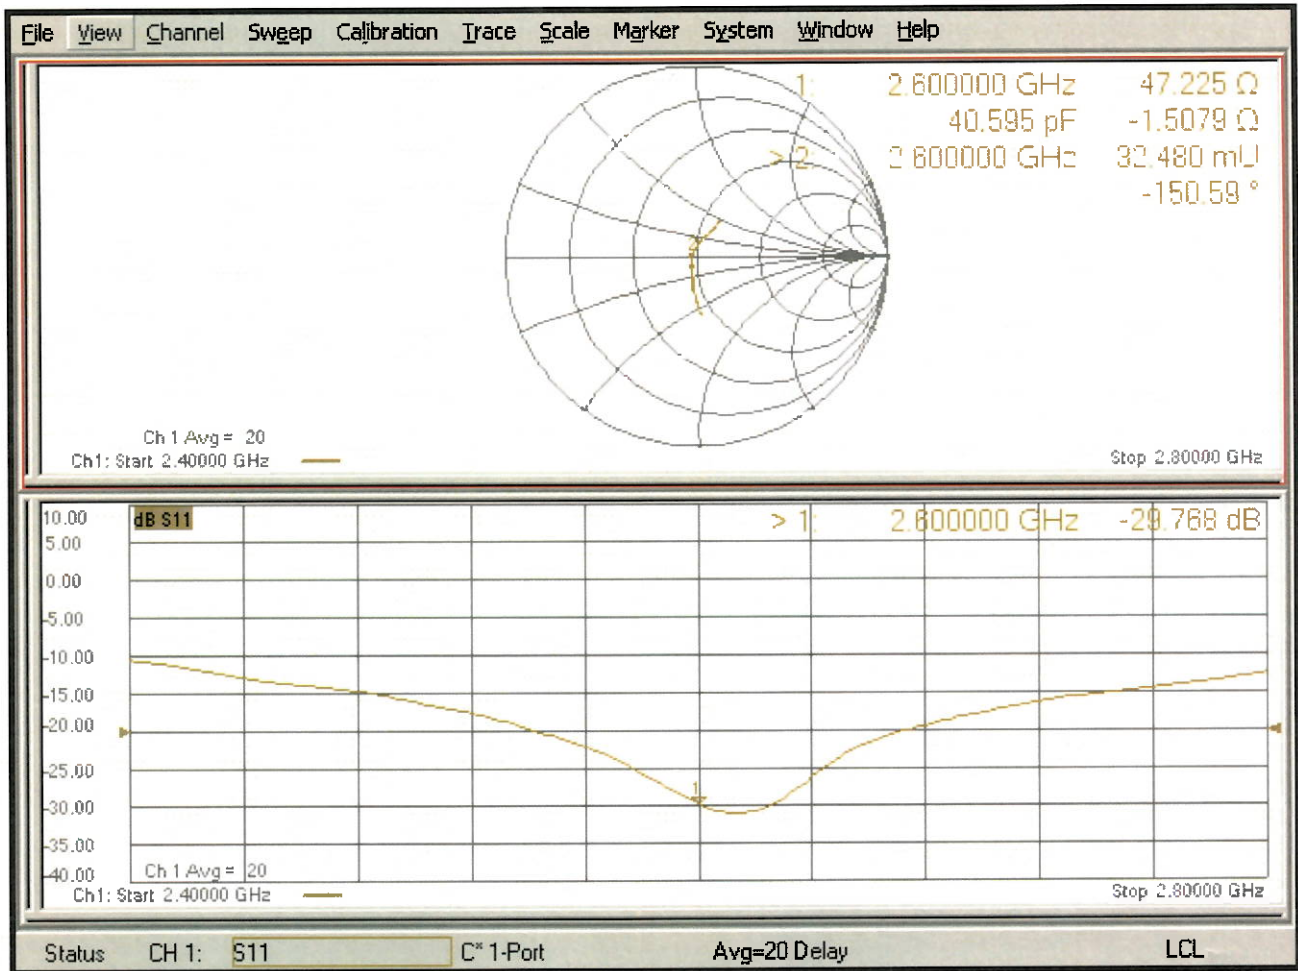 File View Channel Sweep Calibration Trace Scale Marker System Window Help
1: 2.600000 GHz 47.225 Ω
40.595 pF -1.5079 Ω
> 2: 2.600000 GHz 32.480 mU
-150.59 °
2
Ch 1 Avg = 20
Ch1: Start 2.40000 GHz Stop 2.80000 GHz
10.00 dB S11 > 1: 2.600000 GHz -29.768 dB
5.00
0.00
-5.00
-10.00
-15.00
-20.00
-25.00
1
-30.00
-35.00
-40.00 Ch 1 Avg = 20
Ch1: Start 2.40000 GHz Stop 2.80000 GHz
Status CH 1: S11 C* 1-Port Avg=20 Delay LCL